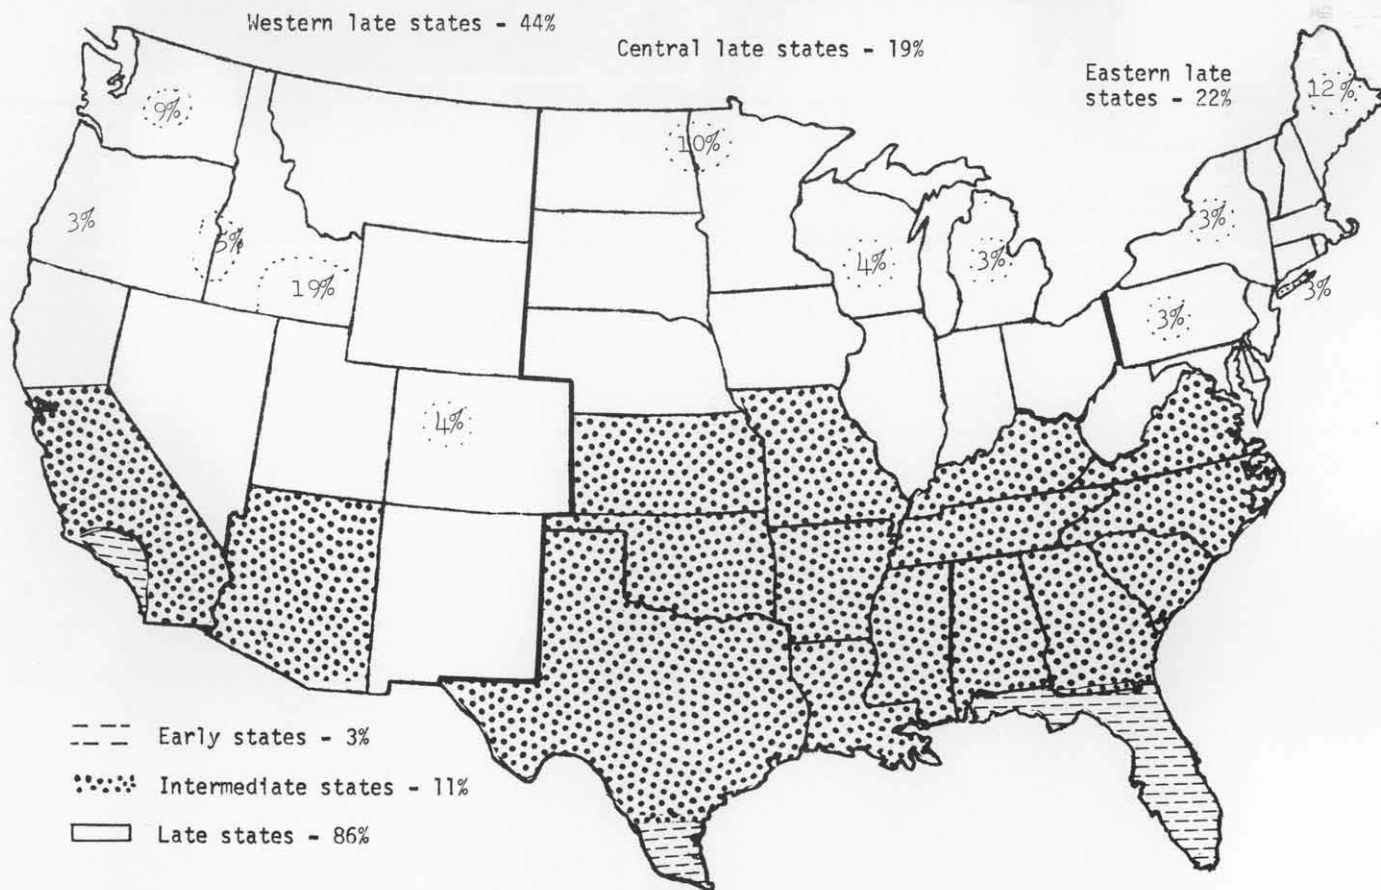 Western late states - 44%
Central late states - 19%
Eastern late
states - 22%
12%
9%
10%
3%
5%
3%
4%
3%
19%
3%
3%
4%
Early states - 3%
Intermediate states - 11%
Late states - 86%